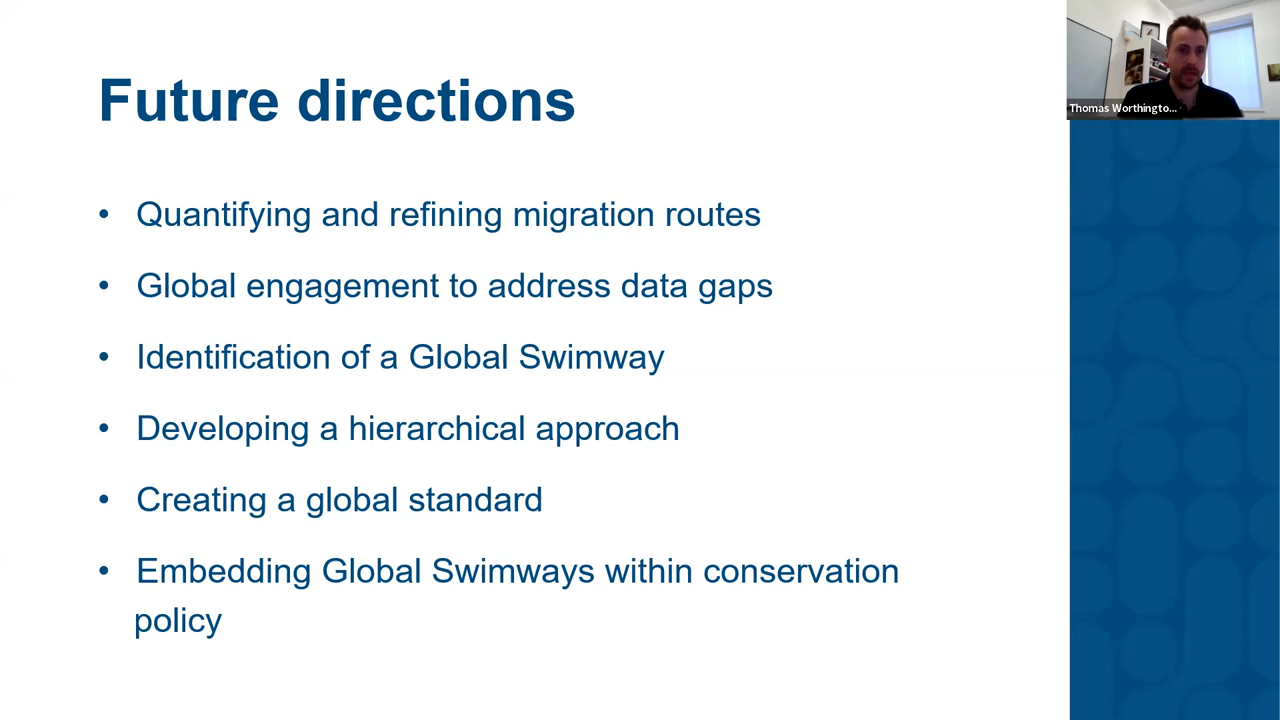 Future directions
• Quantifying and refining migration routes
• Global engagement to address data gaps
• Identification of a Global Swimway
• Developing a hierarchical approach
• Creating a global standard
• Embedding Global Swimways within conservation
policy
Thomas Worthingto...